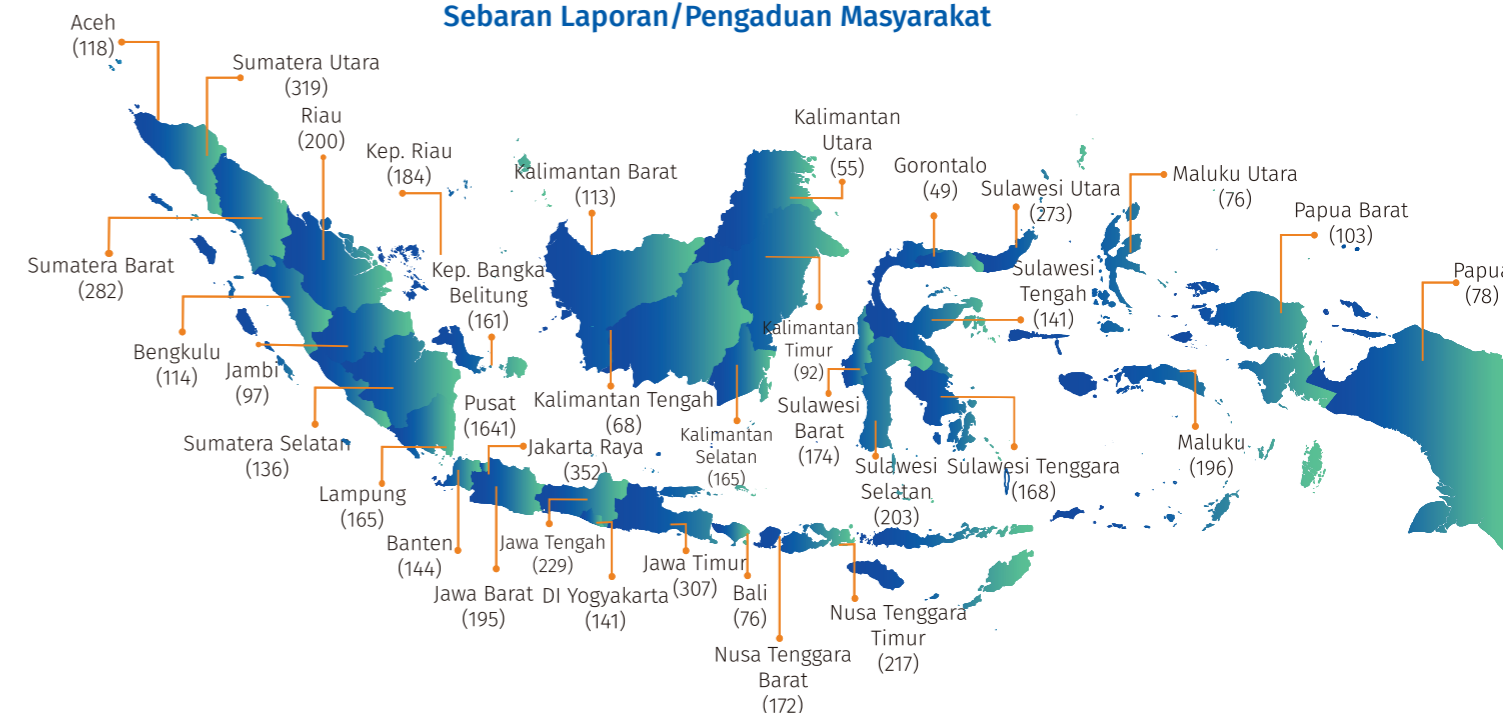 Sebaran Laporan/Pengaduan Masyarakat
Aceh
(118)
Sumatera Utara
(319)
Riau
(200)
Kep. Riau
(184)
Sumatera Barat
(282)
Kep. Bangka
Belitung
(161)
Bengkulu
(114)
Jambi
(97)
Sumatera Selatan
(136)
Lampung
(165)
Pusat
(1641)
Jakarta Raya
(352)
Banten
(144)
Jawa Barat
(195)
Jawa Tengah
(229)
DI Yogyakarta
(141)
Jawa Timur
(307)
Bali
(76)
Nusa Tenggara
Barat
(172)
Nusa Tenggara
Timur
(217)
Kalimantan Barat
(113)
Kalimantan
Utara
(55)
Kalimantan
Timur
(92)
Kalimantan Tengah
(68)
Kalimantan
Selatan
(165)
Gorontalo
(49)
Sulawesi Utara
(273)
Sulawesi
Tengah
(141)
Sulawesi
Barat
(174)
Sulawesi
Selatan
(203)
Sulawesi Tenggara
(168)
Maluku Utara
(76)
Maluku
(196)
Papua Barat
(103)
Papua
(78)